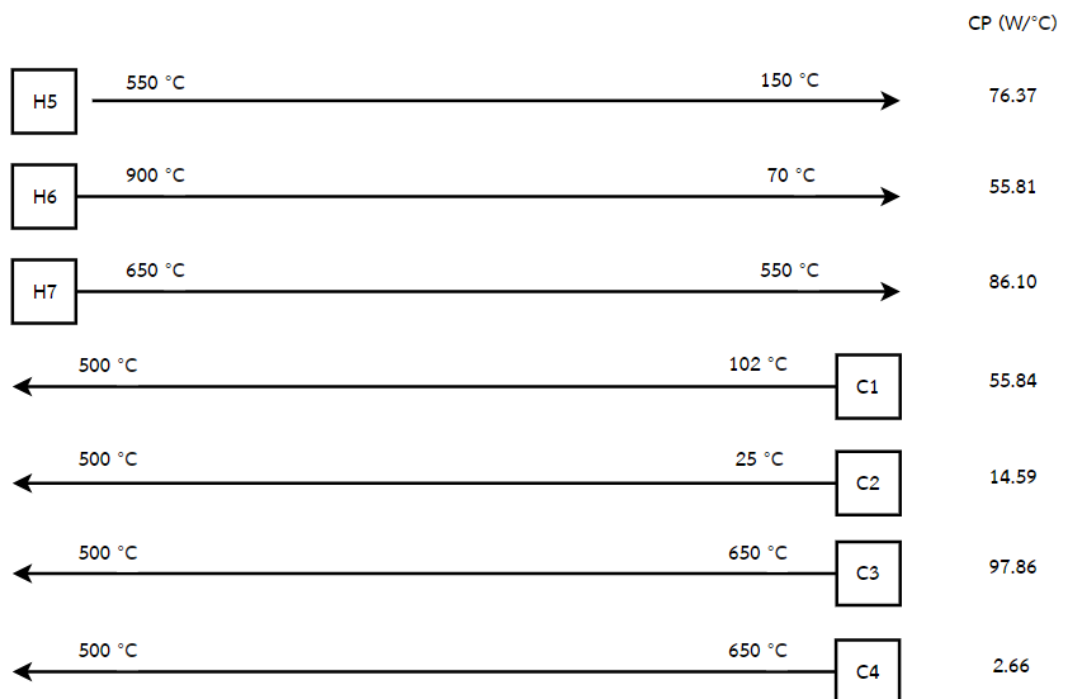 CP (W/°C)
H5 550 °C 150 °C 76.37
H6 900 °C 70 °C 55.81
H7 650 °C 550 °C 86.10
500 °C 102 °C C1 55.84
500 °C 25 °C C2 14.59
500 °C 650 °C C3 97.86
500 °C 650 °C C4 2.66